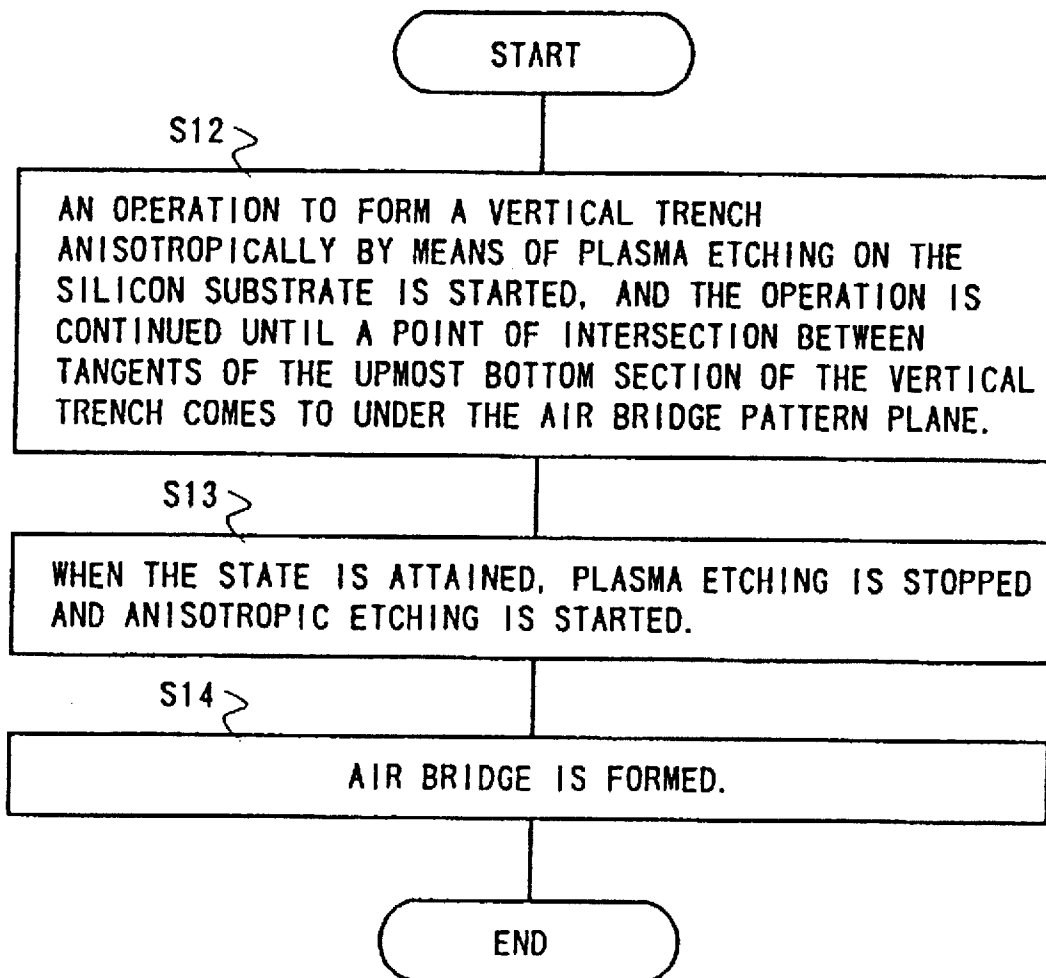 START
S12
AN OPERATION TO FORM A VERTICAL TRENCH
ANISOTROPICALLY BY MEANS OF PLASMA ETCHING ON THE
SILICON SUBSTRATE IS STARTED, AND THE OPERATION IS
CONTINUED UNTIL A POINT OF INTERSECTION BETWEEN
TANGENTS OF THE UPMOST BOTTOM SECTION OF THE VERTICAL
TRENCH COMES TO UNDER THE AIR BRIDGE PATTERN PLANE.
S13
WHEN THE STATE IS ATTAINED, PLASMA ETCHING IS STOPPED
AND ANISOTROPIC ETCHING IS STARTED.
S14
AIR BRIDGE IS FORMED.
END